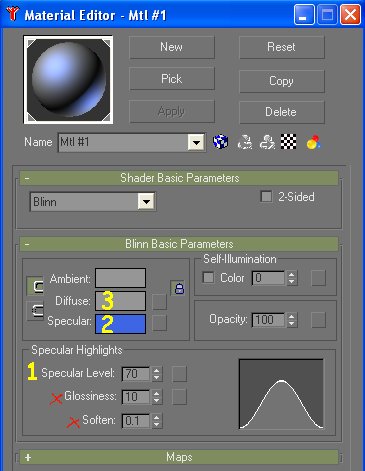 Material Editor - Mtl #1
New Reset
Pick Copy
Apply Delete
Name Mtl #1
- Shader Basic Parameters
Blinn 2-Sided
- Blinn Basic Parameters
Self-Illumination
Ambient:
Color 0
Diffuse: 3
Specular: 2
Opacity: 100
Specular Highlights
1 Specular Level: 70
Glossiness: 10
Soften: 0.1
+ Maps